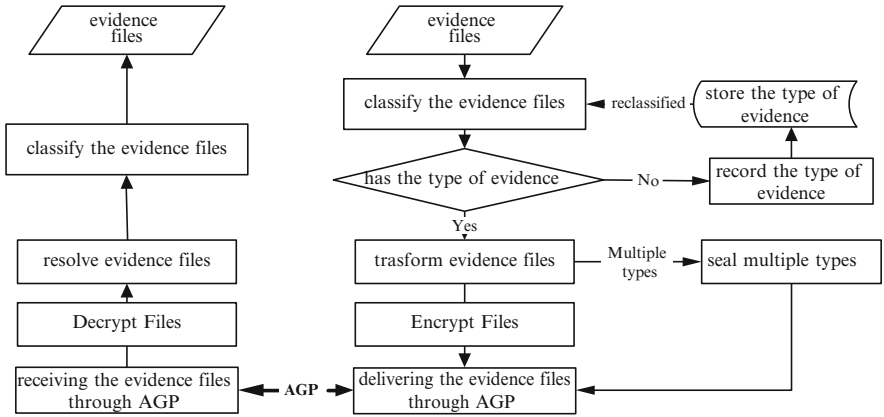 evidence
files
classify the evidence files
resolve evidence files
Decrypt Files
receiving the evidence files
through AGP
AGP
evidence
files
classify the evidence files
reclassified
store the type of
evidence
has the type of evidence
No
record the type of
evidence
Yes
trasform evidence files
Multiple
types
seal multiple types
Encrypt Files
delivering the evidence files
through AGP